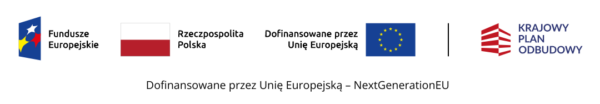 Fundusze
Europejskie
Rzeczpospolita
Polska
Dofinansowane przez
Unię Europejską
KRAJOWY
PLAN
ODBUDOWY
Dofinansowane przez Unię Europejską – NextGenerationEU